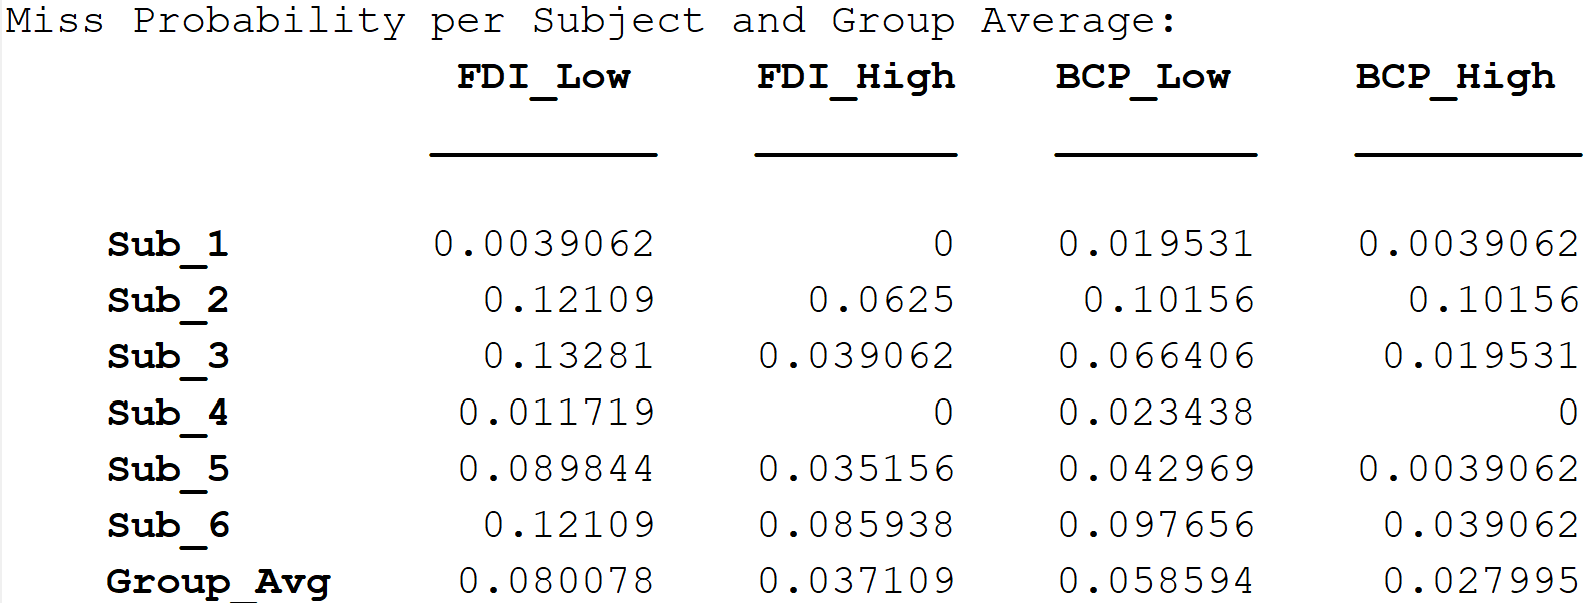 Miss Probability per Subject and Group Average:
FDI_Low FDI_High BCP_Low BCP_High
Sub_1 0.0039062 0 0.019531 0.0039062
Sub_2 0.12109 0.0625 0.10156 0.10156
Sub_3 0.13281 0.039062 0.066406 0.019531
Sub_4 0.011719 0 0.023438 0
Sub_5 0.089844 0.035156 0.042969 0.0039062
Sub_6 0.12109 0.085938 0.097656 0.039062
Group_Avg 0.080078 0.037109 0.058594 0.027995